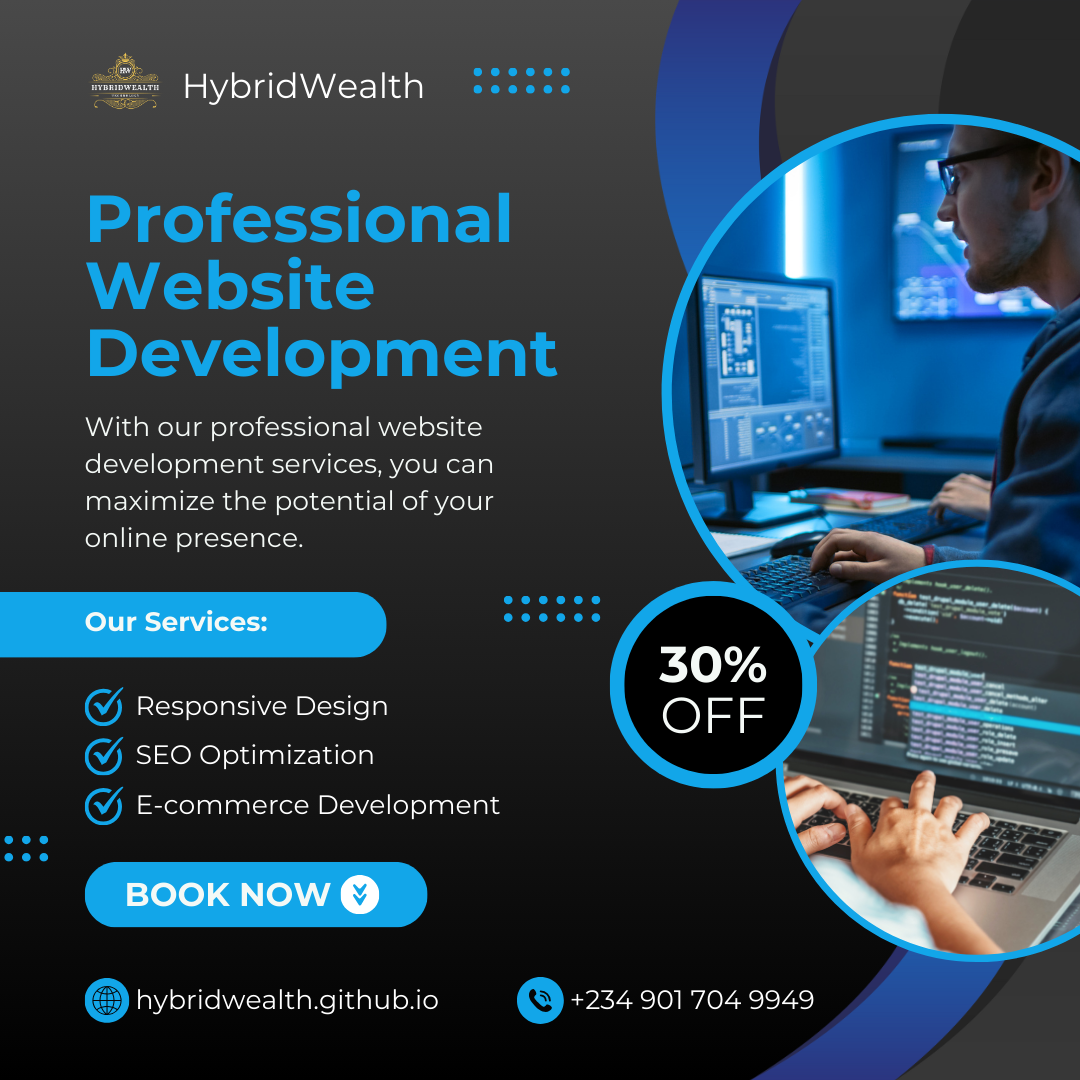 HW
HYBRIDWEALTH
HybridWealth
Professional
Website
Development
With our professional website
development services, you can
maximize the potential of your
online presence.
Our Services:
Responsive Design
SEO Optimization
E-commerce Development
30%
OFF
BOOK NOW
hybridwealth.github.io
+234 901 704 9949